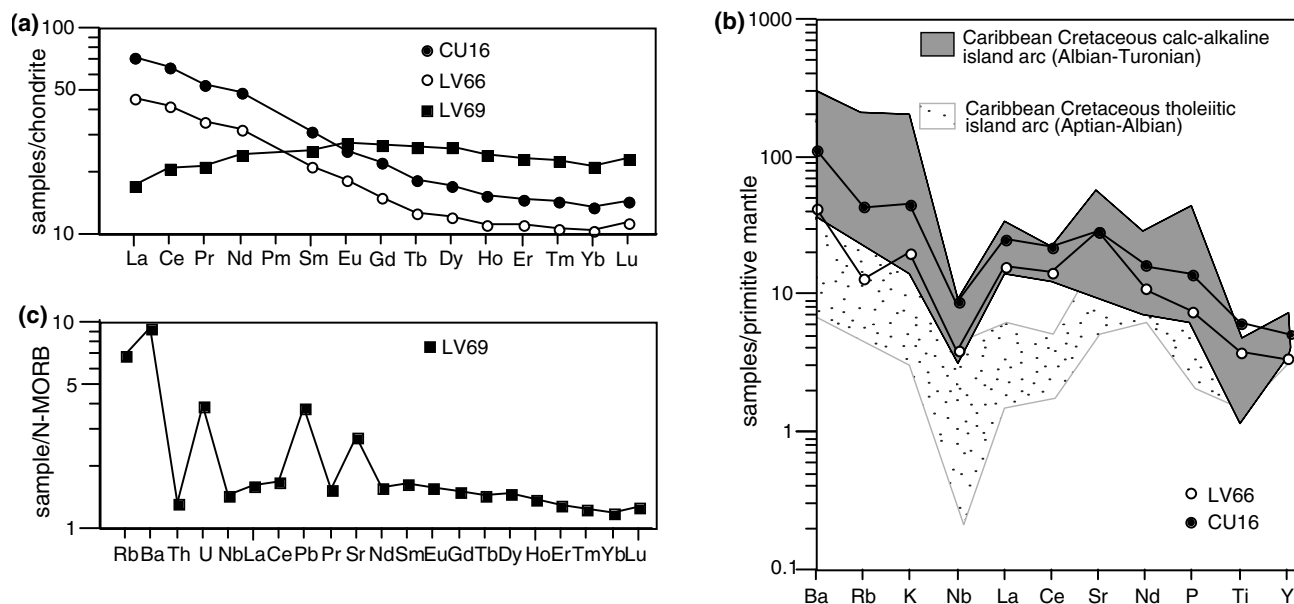 (a)
100
50
10
samples/chondrite
CU16
LV66
LV69
La Ce Pr Nd Pm Sm Eu Gd Tb Dy Ho Er Tm Yb Lu
(c)
10
5
1
sample/N-MORB
LV69
Rb Ba Th U Nb La Ce Pb Pr Sr Nd Sm Eu Gd Tb Dy Ho Er Tm Yb Lu
(b)
1000
100
10
1
0.1
samples/primitive mantle
Caribbean Cretaceous calc-alkaline
island arc (Albian-Turonian)
Caribbean Cretaceous tholeiitic
island arc (Aptian-Albian)
LV66
CU16
Ba Rb K Nb La Ce Sr Nd P Ti Y